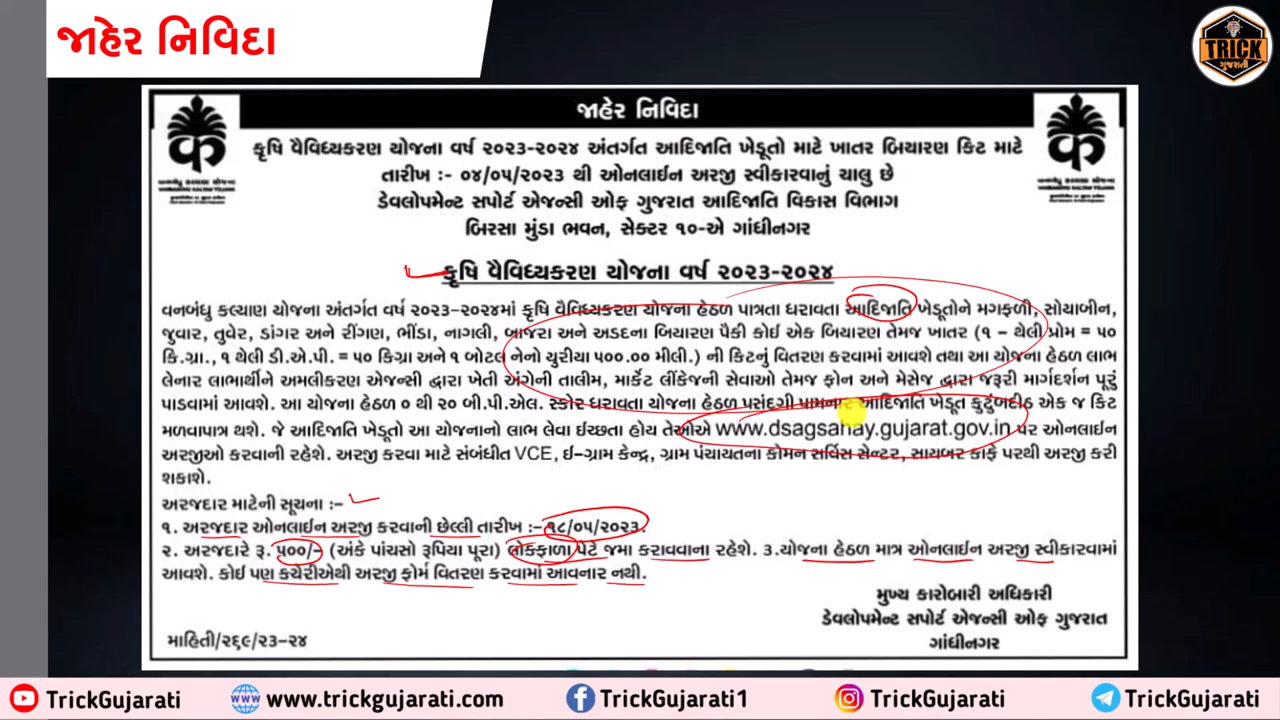 જાહેર નિવિદા
TRICK
ગુજરાતી
જાહેર નિવિદા
કૃષિ વૈવિધ્યકરણ યોજના વર્ષ ૨૦૨૩-૨૦૨૪ અંતર્ગત આદિજાતિ ખેડૂતો માટે ખાતર બિયારણ કિટ માટે
તારીખ :- ૦૪/૦૫/૨૦૨૩ થી ઓનલાઈન અરજી સ્વીકારવાનું ચાલુ છે
ડેવલોપમેન્ટ સપોર્ટ એજન્સી ઓફ ગુજરાત આદિજાતિ વિકાસ વિભાગ
બિરસા મુંડા ભવન, સેક્ટર ૧૦-એ ગાંધીનગર
કૃષિ વૈવિધ્યકરણ યોજના વર્ષ ૨૦૨૩-૨૦૨૪
વનબંધુ કલ્યાણ યોજના અંતર્ગત વર્ષ ૨૦૨૩-૨૦૨૪માં કૃષિ વૈવિધ્યકરણ યોજના હેઠળ પાત્રતા ધરાવતા આદિજાતિ ખેડૂતોને મગફળી, સોયાબીન,
જુવાર, તુવેર, ડાંગર અને રીંગણ, ભીંડા, નાગલી, બાજરા અને અડદના બિયારણ પૈકી કોઈ એક બિયારણ તેમજ ખાતર (૧ – થેલી પ્રોમ = ૫૦
કિ.ગ્રા., ૧ થેલી ડી.એ.પી. = ૫૦ કિગ્રા અને ૧ બોટલ નેનો યુરીયા ૫૦૦.૦૦ મીલી.) ની કિટનું વિતરણ કરવામાં આવશે તથા આ યોજના હેઠળ લાભ
લેનાર લાભાર્થીને અમલીકરણ એજન્સી દ્વારા ખેતી અંગેની તાલીમ, માર્કેટ લીંકેજની સેવાઓ તેમજ ફોન અને મેસેજ દ્વારા જરૂરી માર્ગદર્શન પૂરું
પાડવામાં આવશે. આ યોજના હેઠળ ૦ થી ૨૦ બી.પી.એલ. સ્કોર ધરાવતા યોજના હેઠળ પસંદગી પામનાર આદિજાતિ ખેડૂત કુટુંબદીઠ એક જ કિટ
મળવાપાત્ર થશે. જે આદિજાતિ ખેડૂતો આ યોજનાનો લાભ લેવા ઈચ્છતા હોય તેઓએ www.dsagsahay.gujarat.gov.in પર ઓનલાઈન
અરજીઓ કરવાની રહેશે. અરજી કરવા માટે સંબંધીત VCE, ઈ-ગ્રામ કેન્દ્ર, ગ્રામ પંચાયતના કોમન સર્વિસ સેન્ટર, સાયબર કાફે પરથી અરજી કરી
શકાશે.
અરજદાર માટેની સૂચના :-
૧. અરજદાર ઓનલાઈન અરજી કરવાની છેલ્લી તારીખ :- ૧૮/૦૫/૨૦૨૩.
૨. અરજદારે રૂ. ૫૦૦/- (અંકે પાંચસો રૂપિયા પૂરા) લોકફાળા પેટે જમા કરાવવાના રહેશે. ૩.યોજના હેઠળ માત્ર ઓનલાઈન અરજી સ્વીકારવામાં
આવશે. કોઈ પણ કચેરીએથી અરજી ફોર્મ વિતરણ કરવામાં આવનાર નથી.
મુખ્ય કારોબારી અધિકારી
ડેવલોપમેન્ટ સપોર્ટ એજન્સી ઓફ ગુજરાત
ગાંધીનગર
માહિતી/૨૬૯/૨૩-૨૪
TrickGujarati www.trickgujarati.com TrickGujarati1 TrickGujarati TrickGujarati